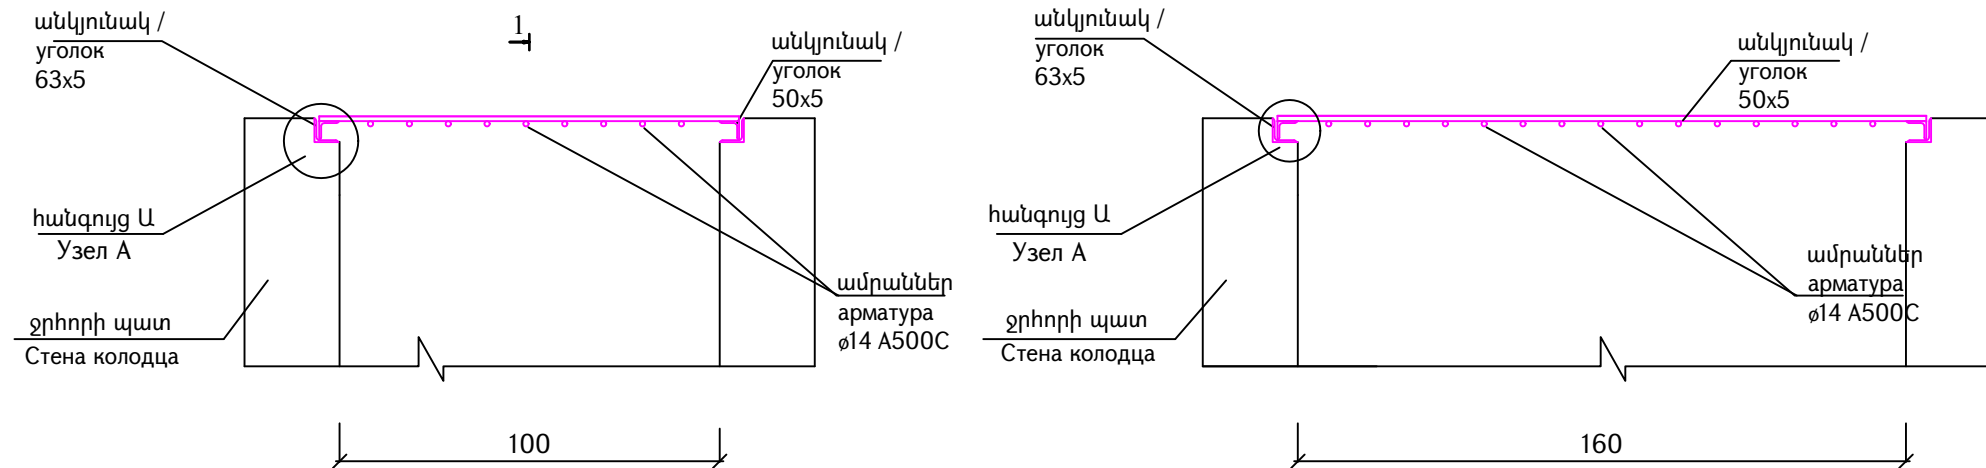 անկյունակ /
уголок
63x5
1
անկյունակ /
уголок
50x5
հանգույց Ա
Узел А
ջրհորի պատ
Стена колодца
ամրաններ
арматура
ø14 A500C
100
անկյունակ /
уголок
63x5
անկյունակ /
уголок
50x5
հանգույց Ա
Узел А
ջրհորի պատ
Стена колодца
ամրաններ
арматура
ø14 A500C
160